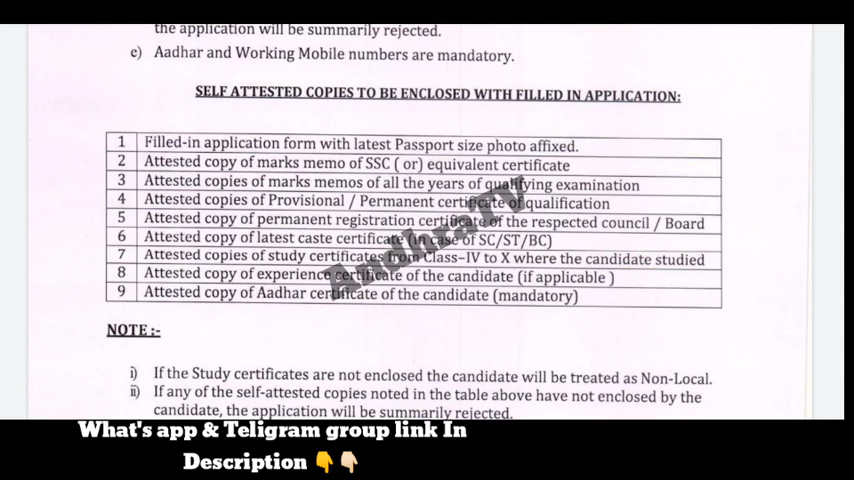 the application will be summarily rejected.
e) Aadhar and Working Mobile numbers are mandatory.
SELF ATTESTED COPIES TO BE ENCLOSED WITH FILLED IN APPLICATION:
1 Filled-in application form with latest Passport size photo affixed.
2 Attested copy of marks memo of SSC ( or) equivalent certificate
3 Attested copies of marks memos of all the years of qualifying examination
4 Attested copies of Provisional / Permanent certificate of qualification
5 Attested copy of permanent registration certificate of the respected council / Board
6 Attested copy of latest caste certificate (in case of SC/ST/BC)
7 Attested copies of study certificates from Class–IV to X where the candidate studied
8 Attested copy of experience certificate of the candidate (if applicable )
9 Attested copy of Aadhar certificate of the candidate (mandatory)
AndhraTV
NOTE :-
i) If the Study certificates are not enclosed the candidate will be treated as Non-Local.
ii) If any of the self-attested copies noted in the table above have not enclosed by the
candidate, the application will be summarily rejected.
What's app & Teligram group link In
Description 👇👇🏻